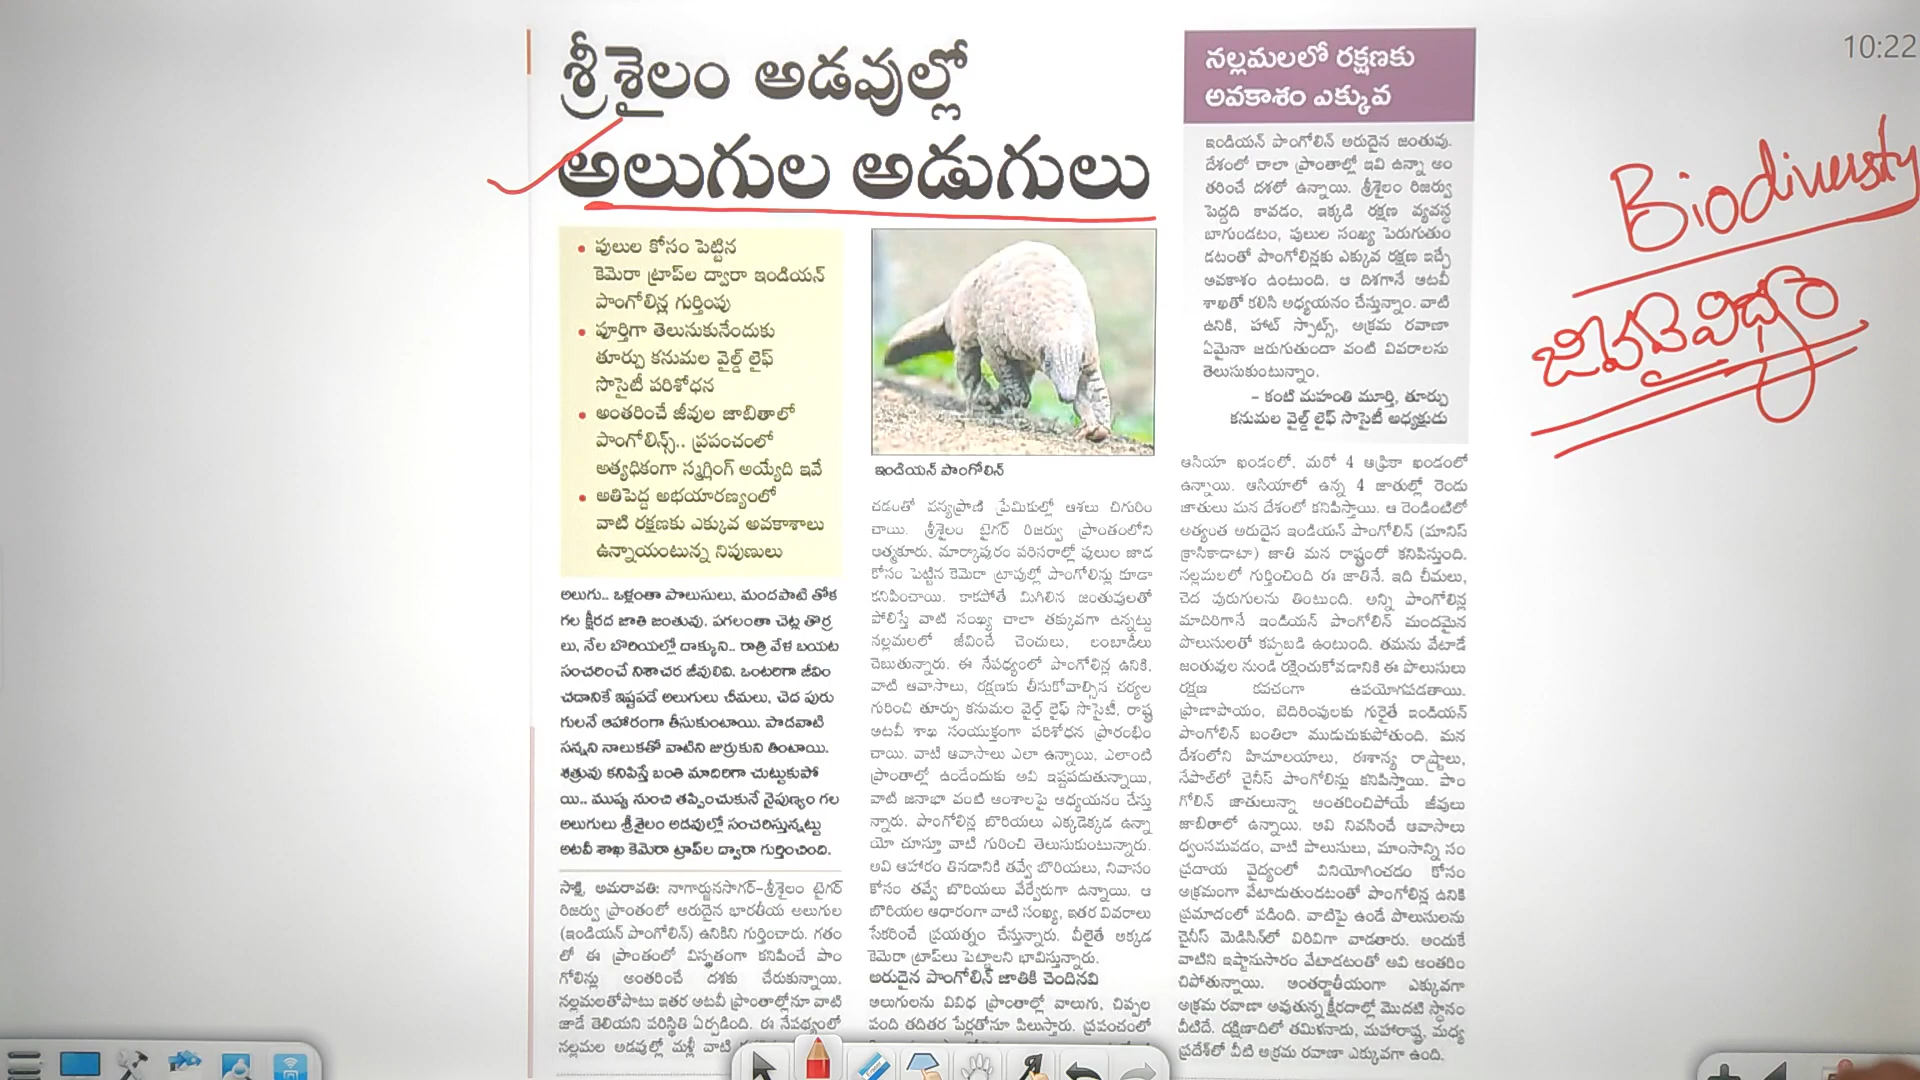 శ్రీశైలం అడవుల్లో
అలుగుల అడుగులు
• పులుల కోసం పెట్టిన
కెమెరా ట్రాప్‌ల ద్వారా ఇండియన్
పాంగోలిన్ల గుర్తింపు
• పూర్తిగా తెలుసుకునేందుకు
తూర్పు కనుమల వైల్డ్ లైఫ్
సొసైటీ పరిశోధన
• అంతరించే జీవుల జాబితాలో
పాంగోలిన్స్.. ప్రపంచంలో
అత్యధికంగా స్మగ్లింగ్ అయ్యేది ఇవే
• అతిపెద్ద అభయారణ్యంలో
వాటి రక్షణకు ఎక్కువ అవకాశాలు
ఉన్నాయంటున్న నిపుణులు
అలుగు.. ఒళ్లంతా పొలుసులు, మందపాటి తోక
గల క్షీరద జాతి జంతువు. పగలంతా చెట్ల తొర్ర
లు, నేల బొరియల్లో దాక్కుని.. రాత్రి వేళ బయట
సంచరించే నిశాచర జీవులివి. ఒంటరిగా జీవిం
చడానికే ఇష్టపడే అలుగులు చీమలు, చెద పురు
గులనే ఆహారంగా తీసుకుంటాయి. పొడవాటి
సన్నని నాలుకతో వాటిని జుర్రుకుని తింటాయి.
శత్రువు కనిపిస్తే బంతి మాదిరిగా చుట్టుకుపో
యి.. ముప్పు నుంచి తప్పించుకునే నైపుణ్యం గల
అలుగులు శ్రీశైలం అడవుల్లో సంచరిస్తున్నట్టు
అటవీ శాఖ కెమెరా ట్రాప్‌ల ద్వారా గుర్తించింది.
సాక్షి, అమరావతి: నాగార్జునసాగర్–శ్రీశైలం టైగర్
రిజర్వు ప్రాంతంలో అరుదైన భారతీయ అలుగుల
(ఇండియన్ పాంగోలిన్) ఉనికిని గుర్తించారు. గతం
లో ఈ ప్రాంతంలో విస్తృతంగా కనిపించే పాం
గోలిన్లు అంతరించే దశకు చేరుకున్నాయి.
నల్లమలతోపాటు ఇతర అటవీ ప్రాంతాల్లోనూ వాటి
జాడే తెలియని పరిస్థితి ఏర్పడింది. ఈ నేపథ్యంలో
నల్లమల అడవుల్లో మళ్లీ వాటి
ఇండియన్ పాంగోలిన్
చడంతో వన్యప్రాణి ప్రేమికుల్లో ఆశలు చిగురిం
చాయి. శ్రీశైలం టైగర్ రిజర్వు ప్రాంతంలోని
ఆత్మకూరు, మార్కాపురం పరిసరాల్లో పులుల జాడ
కోసం పెట్టిన కెమెరా ట్రాపుల్లో పాంగోలిన్లు కూడా
కనిపించాయి. కాకపోతే మిగిలిన జంతువులతో
పోలిస్తే వాటి సంఖ్య చాలా తక్కువగా ఉన్నట్టు
నల్లమలలో జీవించే చెంచులు, లంబాడీలు
చెబుతున్నారు. ఈ నేపథ్యంలో పాంగోలిన్ల ఉనికి,
వాటి ఆవాసాలు, రక్షణకు తీసుకోవాల్సిన చర్యల
గురించి తూర్పు కనుమల వైల్డ్ లైఫ్ సొసైటీ, రాష్ట్ర
అటవీ శాఖ సంయుక్తంగా పరిశోధన ప్రారంభిం
చాయి. వాటి ఆవాసాలు ఎలా ఉన్నాయి, ఎలాంటి
ప్రాంతాల్లో ఉండేందుకు అవి ఇష్టపడుతున్నాయి,
వాటి జనాభా వంటి అంశాలపై అధ్యయనం చేస్తు
న్నారు. పాంగోలిన్ల బొరియలు ఎక్కడెక్కడ ఉన్నా
యో చూస్తూ వాటి గురించి తెలుసుకుంటున్నారు.
అవి ఆహారం తినడానికి తవ్వే బొరియలు, నివాసం
కోసం తవ్వే బొరియలు వేర్వేరుగా ఉన్నాయి. ఆ
బొరియల ఆధారంగా వాటి సంఖ్య, ఇతర వివరాలు
సేకరించే ప్రయత్నం చేస్తున్నారు. వీలైతే అక్కడ
కెమెరా ట్రాప్‌లు పెట్టాలని భావిస్తున్నారు.
అరుదైన పాంగోలిన్ జాతికి చెందినవి
అలుగులను వివిధ ప్రాంతాల్లో వాలుగు, చిప్పల
పంది తదితర పేర్లతోనూ పిలుస్తారు. ప్రపంచంలో
నల్లమలలో రక్షణకు
అవకాశం ఎక్కువ
ఇండియన్ పాంగోలిన్ అరుదైన జంతువు.
దేశంలో చాలా ప్రాంతాల్లో ఇవి ఉన్నా అం
తరించే దశలో ఉన్నాయి. శ్రీశైలం రిజర్వు
పెద్దది కావడం, ఇక్కడి రక్షణ వ్యవస్థ
బాగుండటం, పులుల సంఖ్య పెరుగుతుం
డటంతో పాంగోలిన్లకు ఎక్కువ రక్షణ ఇచ్చే
అవకాశం ఉంటుంది. ఆ దిశగానే అటవీ
శాఖతో కలిసి అధ్యయనం చేస్తున్నాం. వాటి
ఉనికి, హాట్ స్పాట్స్, అక్రమ రవాణా
ఏమైనా జరుగుతుందా వంటి వివరాలను
తెలుసుకుంటున్నాం.
– కంటి మహంతి మూర్తి, తూర్పు
కనుమల వైల్డ్ లైఫ్ సొసైటీ అధ్యక్షుడు
ఆసియా ఖండంలో, మరో 4 ఆఫ్రికా ఖండంలో
ఉన్నాయి. ఆసియాలో ఉన్న 4 జాతుల్లో రెండు
జాతులు మన దేశంలో కనిపిస్తాయి. ఆ రెండింటిలో
అత్యంత అరుదైన ఇండియన్ పాంగోలిన్ (మానిస్
క్రాసికాడాటా) జాతి మన రాష్ట్రంలో కనిపిస్తుంది.
నల్లమలలో గుర్తించింది ఈ జాతినే. ఇది చీమలు,
చెద పురుగులను తింటుంది. అన్ని పాంగోలిన్ల
మాదిరిగానే ఇండియన్ పాంగోలిన్ మందమైన
పొలుసులతో కప్పబడి ఉంటుంది. తమను వేటాడే
జంతువుల నుండి రక్షించుకోవడానికి ఈ పొలుసులు
రక్షణ కవచంగా ఉపయోగపడతాయి.
ప్రాణాపాయం, బెదిరింపులకు గురైతే ఇండియన్
పాంగోలిన్ బంతిలా ముడుచుకుపోతుంది. మన
దేశంలోని హిమాలయాలు, ఈశాన్య రాష్ట్రాలు,
నేపాల్‌లో చైనీస్ పాంగోలిన్లు కనిపిస్తాయి. పాం
గోలిన్ జాతులున్నా అంతరించిపోయే జీవులు
జాబితాలో ఉన్నాయి. అవి నివసించే ఆవాసాలు
ధ్వంసమవడం, వాటి పొలుసులు, మాంసాన్ని సం
ప్రదాయ వైద్యంలో వినియోగించడం కోసం
అక్రమంగా వేటాడుతుండటంతో పాంగోలిన్ల ఉనికి
ప్రమాదంలో పడింది. వాటిపై ఉండే పొలుసులను
చైనీస్ మెడిసిన్‌లో విరివిగా వాడతారు. అందుకే
వాటిని ఇష్టానుసారం వేటాడటంతో అవి అంతరిం
చిపోతున్నాయి. అంతర్జాతీయంగా ఎక్కువగా
అక్రమ రవాణా అవుతున్న క్షీరదాల్లో మొదటి స్థానం
వీటిదే. దక్షిణాదిలో తమిళనాడు, మహారాష్ట్ర, మధ్య
ప్రదేశ్‌లో వీటి అక్రమ రవాణా ఎక్కువగా ఉంది.
10:22
Biodiversty
జీవవైవిధ్యం